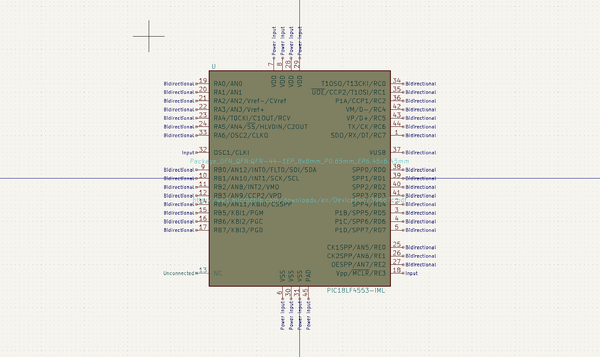 Power Input Power Input Power Input Power Input
7 8 28 29
U
VDD VDD VDD VDD
Bidirectional 19 RA0/AN0 T1OSO/T13CKI/RC0 34 Bidirectional
Bidirectional 20 RA1/AN1 UOE/CCP2/T1OSI/RC1 35 Bidirectional
Bidirectional 21 RA2/AN2/Vref-/CVref P1A/CCP1/RC2 36 Bidirectional
Bidirectional 22 RA3/AN3/Vref+ VM/D-/RC4 42 Bidirectional
Bidirectional 23 RA4/T0CKI/C1OUT/RCV VP/D+/RC5 43 Bidirectional
Bidirectional 24 RA5/AN4/SS/HLVDIN/C2OUT TX/CK/RC6 44 Bidirectional
Bidirectional 33 RA6/OSC2/CLKO SDO/RX/DT/RC7 1 Bidirectional
Input 32 OSC1/CLKI VUSB 37 Bidirectional
Bidirectional 9 RB0/AN12/INT0/FLT0/SDI/SDA SPP0/RD0 38 Bidirectional
Bidirectional 10 RB1/AN10/INT1/SCK/SCL SPP1/RD1 39 Bidirectional
Bidirectional 11 RB2/AN8/INT2/VMO SPP2/RD2 40 Bidirectional
Bidirectional 12 RB3/AN9/CCP2/VPO SPP3/RD3 41 Bidirectional
Bidirectional 14 RB4/AN11/KBI0/CSSPP SPP4/RD4 2 Bidirectional
Bidirectional 15 RB5/KBI1/PGM P1B/SPP5/RD5 3 Bidirectional
Bidirectional 16 RB6/KBI2/PGC P1C/SPP6/RD6 4 Bidirectional
Bidirectional 17 RB7/KBI3/PGD P1D/SPP7/RD7 5 Bidirectional
CK1SPP/AN5/RE0 25 Bidirectional
CK2SPP/AN6/RE1 26 Bidirectional
OESPP/AN7/RE2 27 Bidirectional
Unconnected 13 NC Vpp/MCLR/RE3 18 Input
VSS VSS VSS PAD
PIC18LF4553-IML
6 30 31 45
Power Input Power Input Power Input Power Input